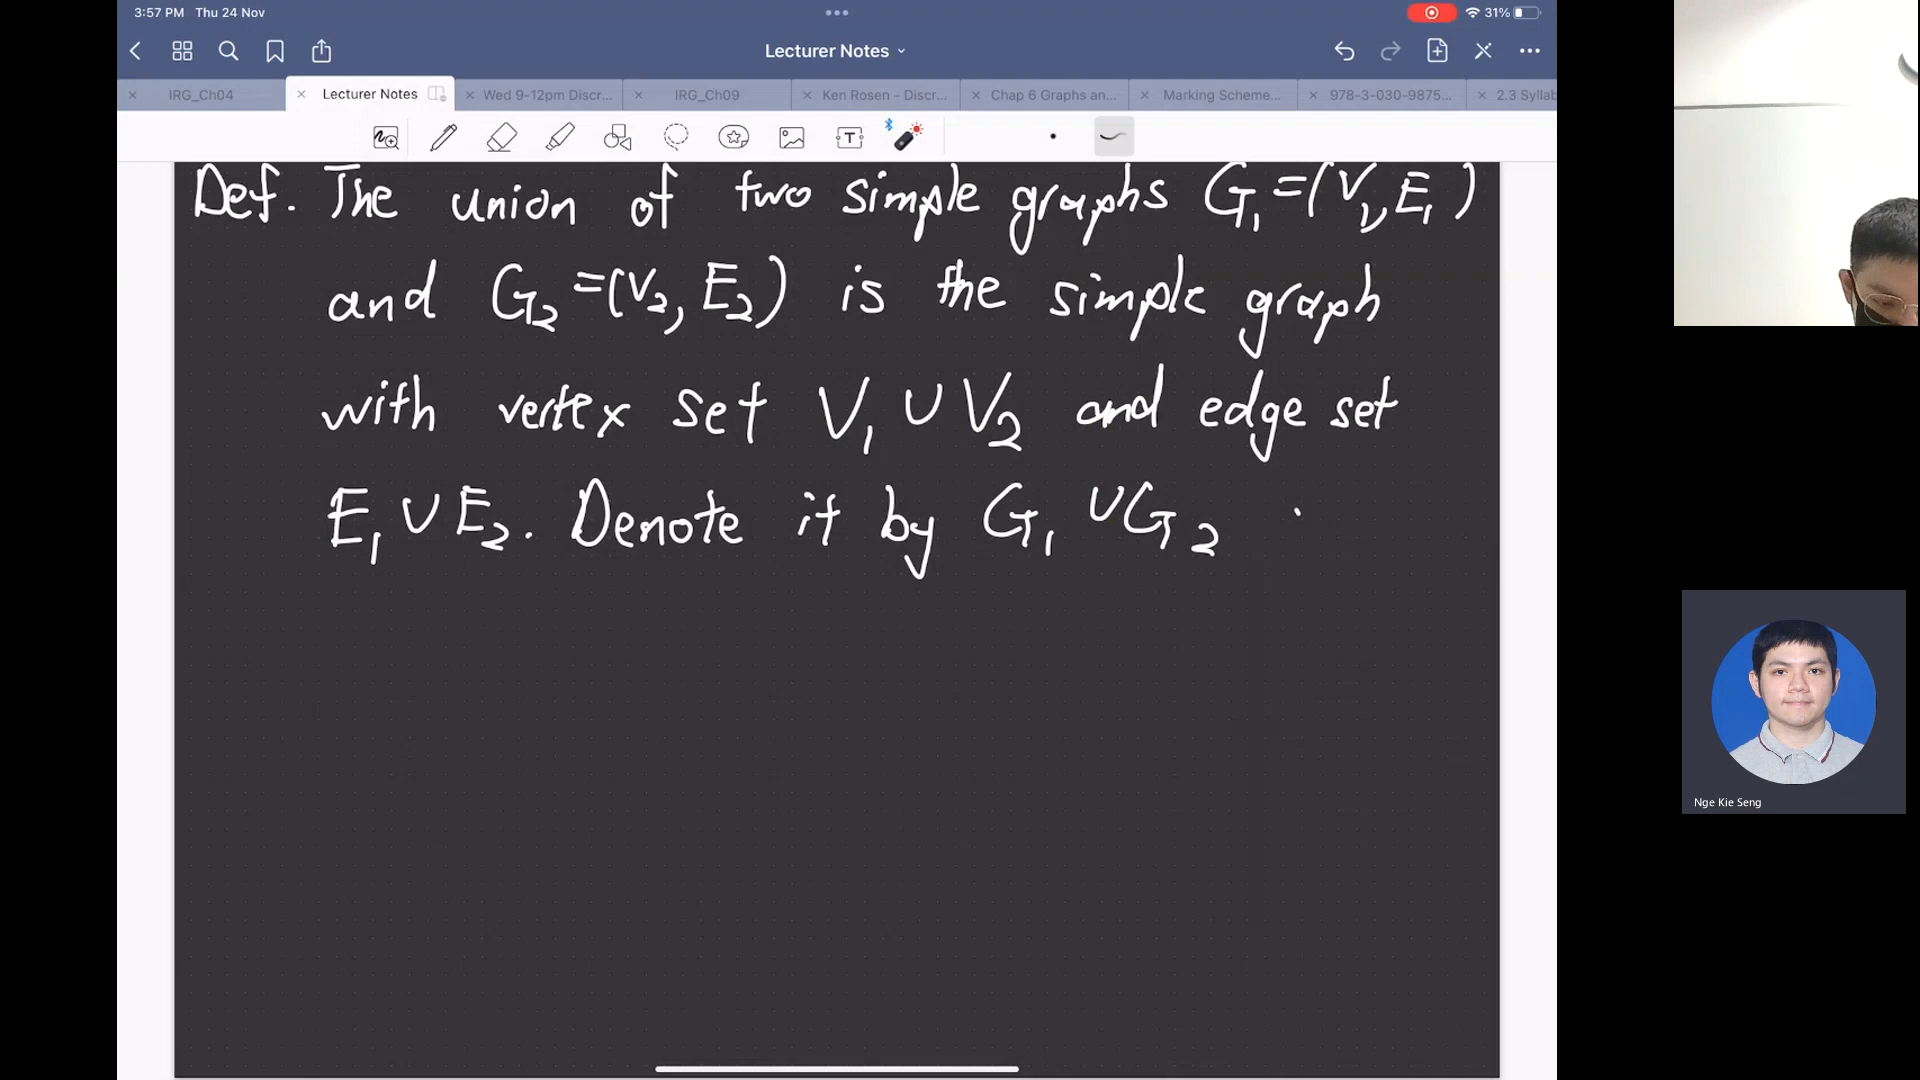 3:57 PM Thu 24 Nov
31%
Lecturer Notes
IRG_Ch04
Lecturer Notes
Wed 9-12pm Discr...
IRG_Ch09
Ken Rosen - Discr...
Chap 6 Graphs an...
Marking Scheme...
978-3-030-9875...
2.3 Syllab
Def. The union of two simple graphs G₁=(V₁,E₁)
and G₂=(V₂,E₂) is the simple graph
with vertex set V₁ ∪ V₂ and edge set
E₁ ∪ E₂. Denote it by G₁ ∪ G₂.
Nge Kie Seng